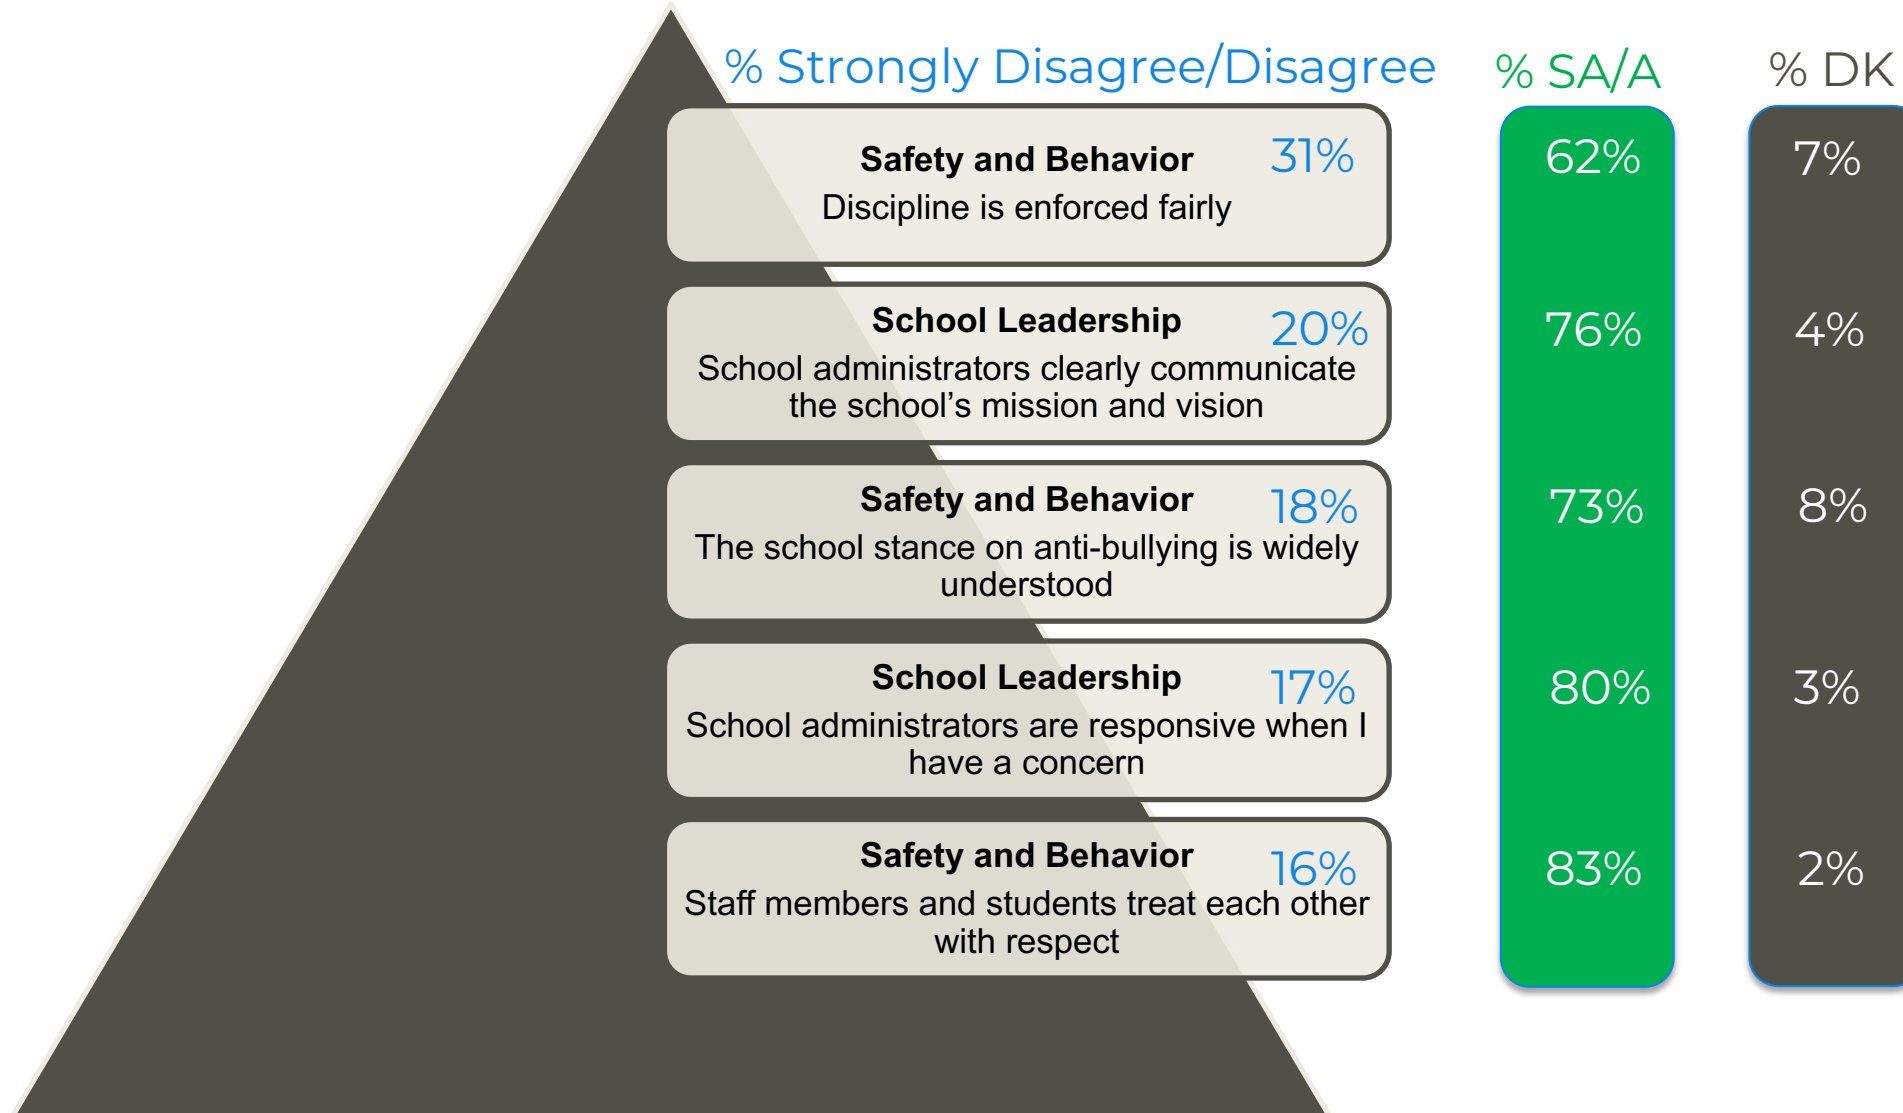 % Strongly Disagree/Disagree % SA/A % DK
Safety and Behavior 31% 62% 7%
Discipline is enforced fairly
School Leadership 20% 76% 4%
School administrators clearly communicate
the school’s mission and vision
Safety and Behavior 18% 73% 8%
The school stance on anti-bullying is widely
understood
School Leadership 17% 80% 3%
School administrators are responsive when I
have a concern
Safety and Behavior 16% 83% 2%
Staff members and students treat each other
with respect